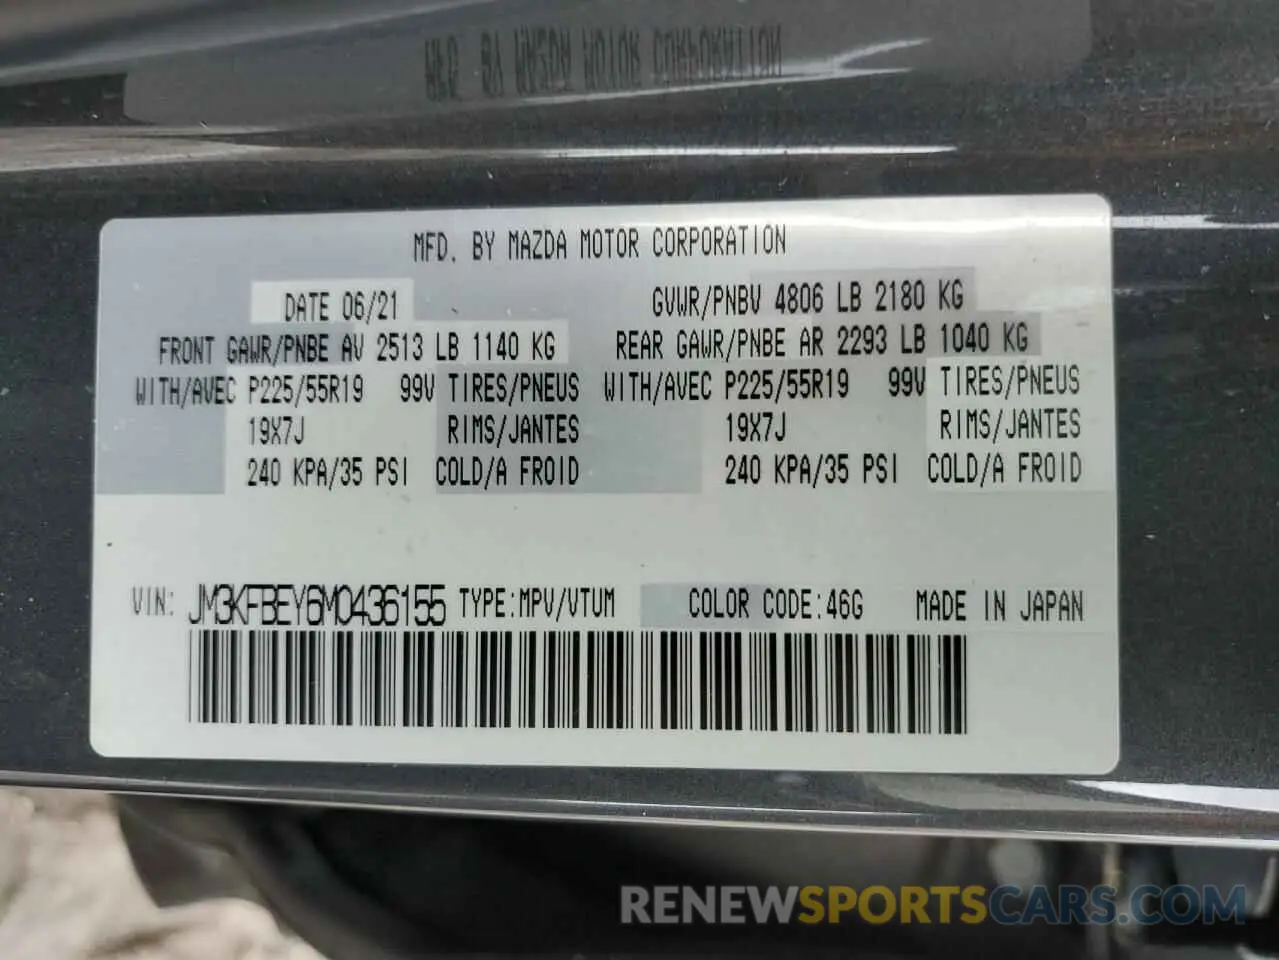 MFD. BY MAZDA MOTOR CORPORATION
DATE 06/21 GVWR/PNBV 4806 LB 2180 KG
FRONT GAWR/PNBE AV 2513 LB 1140 KG REAR GAWR/PNBE AR 2293 LB 1040 KG
WITH/AVEC P225/55R19 99V TIRES/PNEUS WITH/AVEC P225/55R19 99V TIRES/PNEUS
19X7J RIMS/JANTES 19X7J RIMS/JANTES
240 KPA/35 PSI COLD/A FROID 240 KPA/35 PSI COLD/A FROID
VIN: JM3KFBEY6M0436155 TYPE:MPV/VTUM COLOR CODE:46G MADE IN JAPAN
RENEWSPORTSCARS.COM